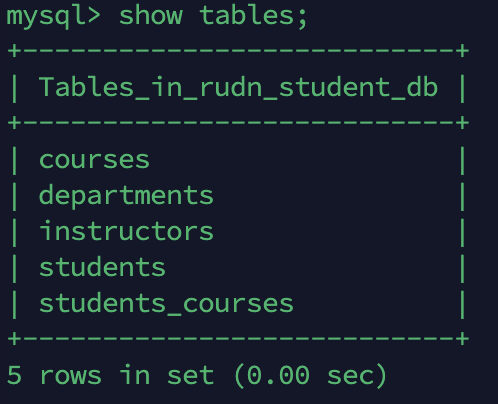 mysql> show tables;
+---------------------------+
| Tables_in_rudn_student_db |
+---------------------------+
| courses                   |
| departments               |
| instructors               |
| students                  |
| students_courses          |
+---------------------------+
5 rows in set (0.00 sec)